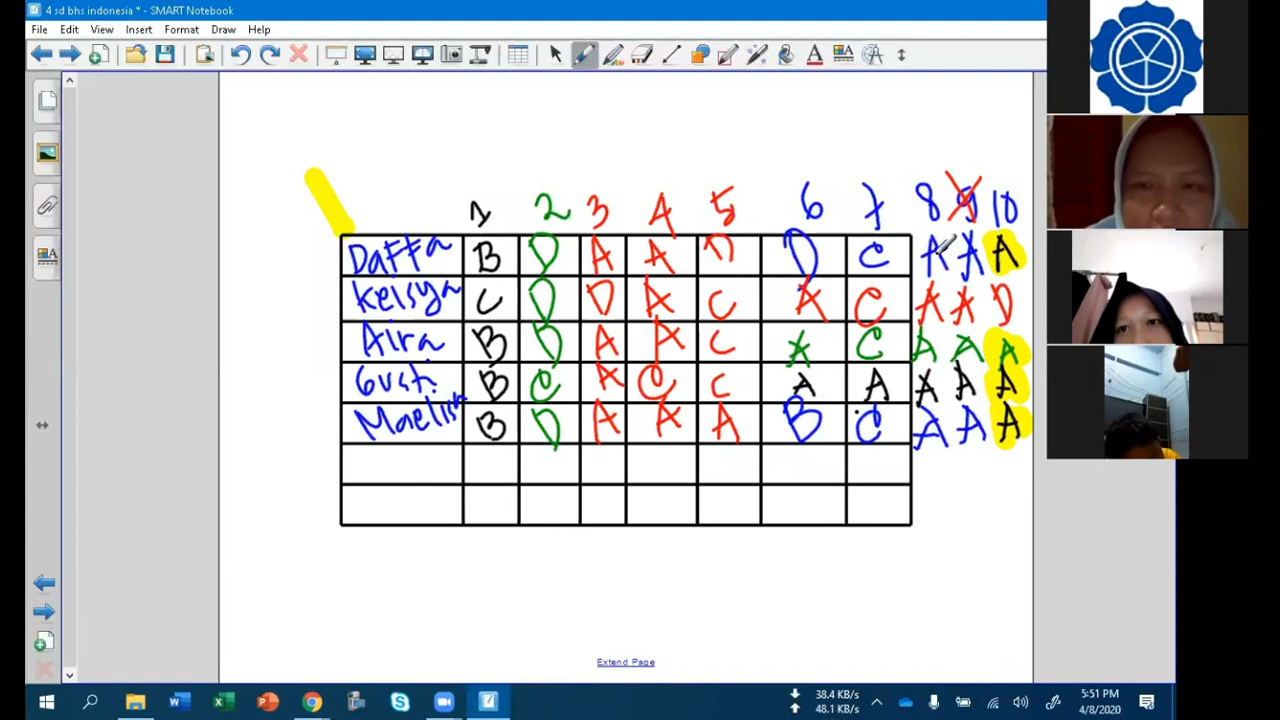 4 sd bhs indonesia * - SMART Notebook
File Edit View Insert Format Draw Help
1 2 3 4 5 6 7 8 9 10
Daffa B D A A D D C A A A
Keisya C D D A C A C A A D
Alra B D A A C A C A A A
Gusti B C A C C A A A A A
Maelish B D A A A B C A A A
Extend Page
38.4 KB/s
48.1 KB/s
5:51 PM
4/8/2020